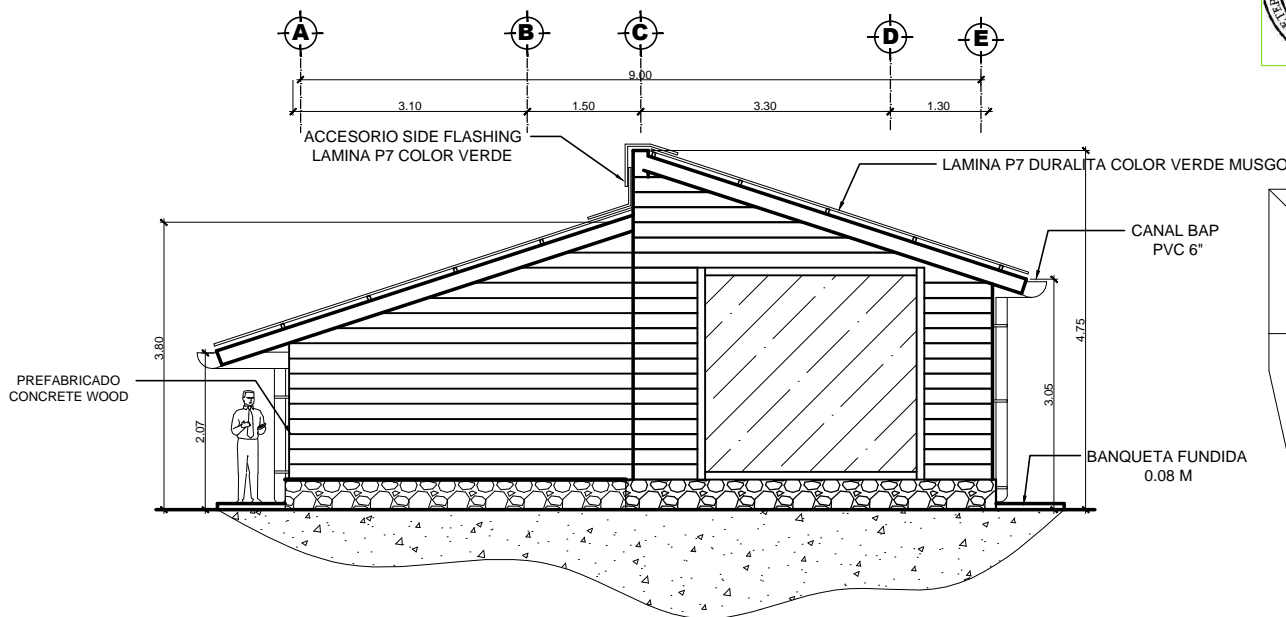 A B C D E
9.00
3.10 1.50 3.30 1.30
ACCESORIO SIDE FLASHING
LAMINA P7 COLOR VERDE
LAMINA P7 DURALITA COLOR VERDE MUSGO
CANAL BAP
PVC 6"
3.80
4.75
PREFABRICADO
CONCRETE WOOD
2.07
3.05
BANQUETA FUNDIDA
0.08 M